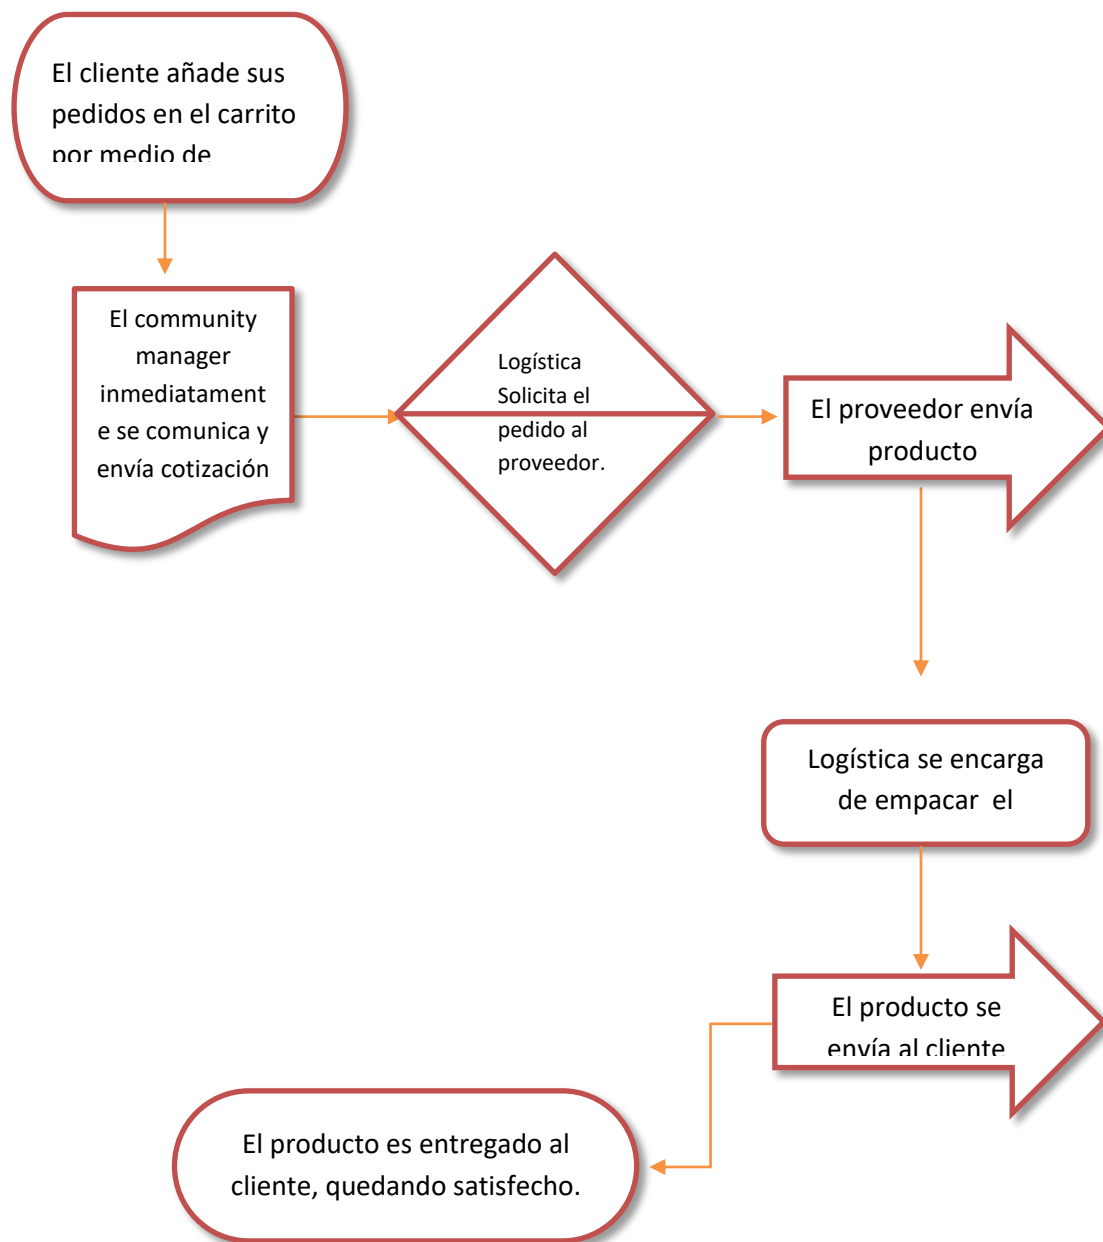 El cliente añade sus
pedidos en el carrito
por medio de
El community
manager
inmediatament
e se comunica y
envía cotización
Logística
Solicita el
pedido al
proveedor.
El proveedor envía
producto
Logística se encarga
de empacar el
El producto se
envía al cliente
El producto es entregado al
cliente, quedando satisfecho.